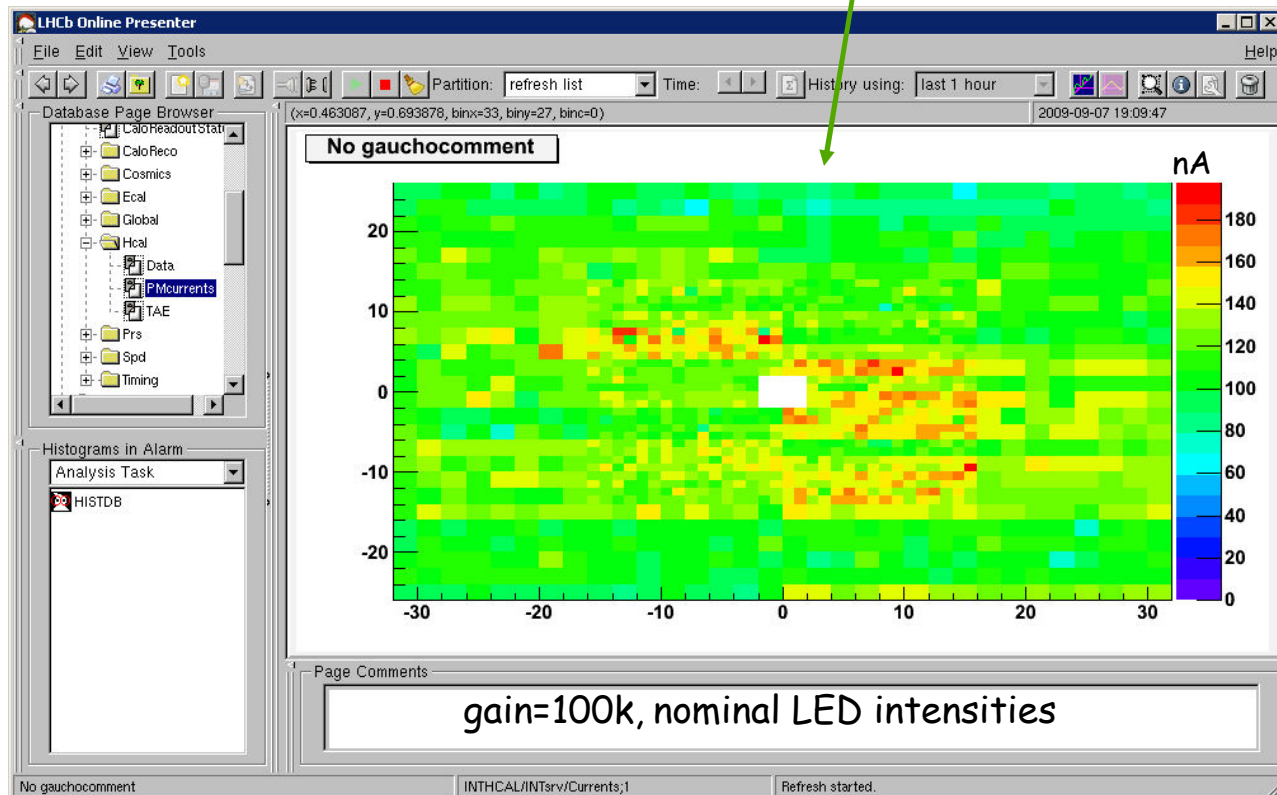 LHCb Online Presenter
File Edit View Tools Help
Partition: refresh list Time: History using: last 1 hour
Database Page Browser
(x=0.463087, y=0.693878, binx=33, biny=27, binc=0) 2009-09-07 19:09:47
CaloReadoutStat
CaloReco
Cosmics
Ecal
Global
Hcal
Data
PMcurrents
TAE
Prs
Spd
Timing
Histograms in Alarm
Analysis Task
HISTDB
No gauchocomment
nA
20
10
0
-10
-20
-30 -20 -10 0 10 20 30
180
160
140
120
100
80
60
40
20
0
Page Comments
gain=100k, nominal LED intensities
No gauchocomment INTHCAL/INTsrv/Currents;1 Refresh started.